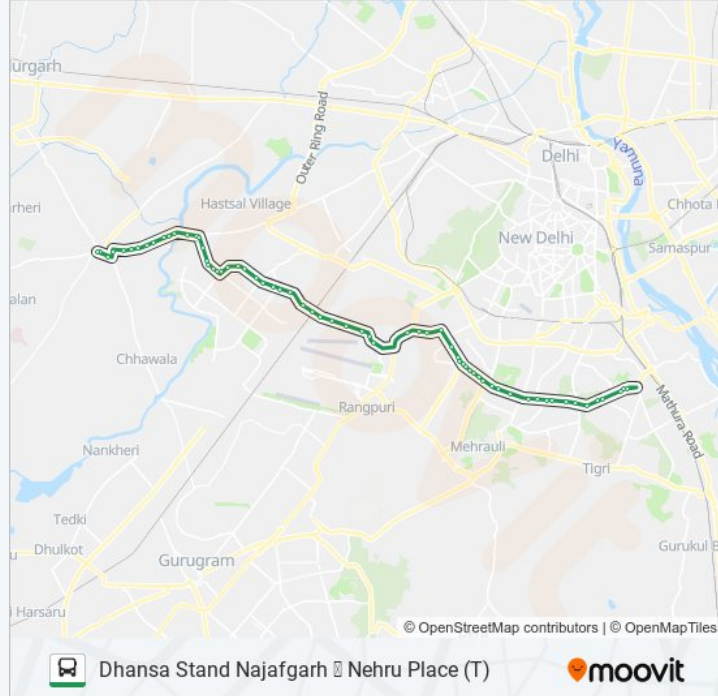 urgarh
Outer Ring Road
Yamuna
Delhi
arheri
Hastsal Village
Chhota
New Delhi
Samaspur
alan
Chhawala
Rangpuri
Mathura Road
Mehrauli
Nankheri
Tigri
Tedki
Dhulkot
Gurugram
Gurukul
i Harsaru
© OpenStreetMap contributors | © OpenMapTiles
Dhansa Stand Najafgarh Nehru Place (T)
moovit